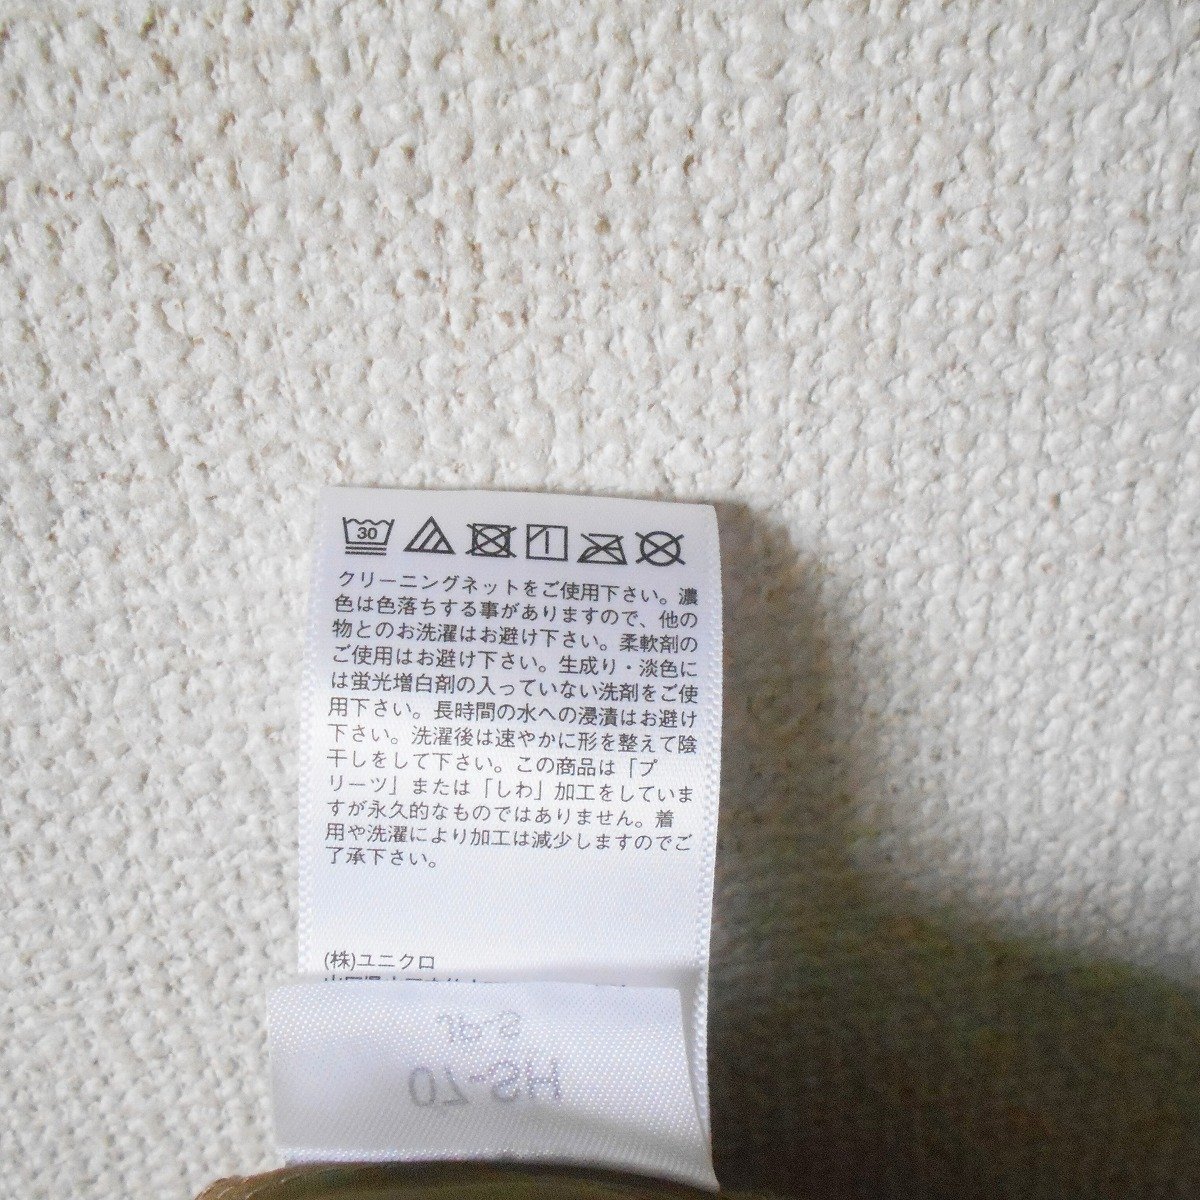 30
クリーニングネットをご使用下さい。濃
色は色落ちする事がありますので、他の
物とのお洗濯はお避け下さい。柔軟剤の
ご使用はお避け下さい。生成り・淡色に
は蛍光増白剤の入っていない洗剤をご使
用下さい。長時間の水への浸漬はお避け
下さい。洗濯後は速やかに形を整えて陰
干しをして下さい。この商品は「プ
リーツ」または「しわ」加工をしていま
すが永久的なものではありません。着
用や洗濯により加工は減少しますのでご
了承下さい。
(株)ユニクロ